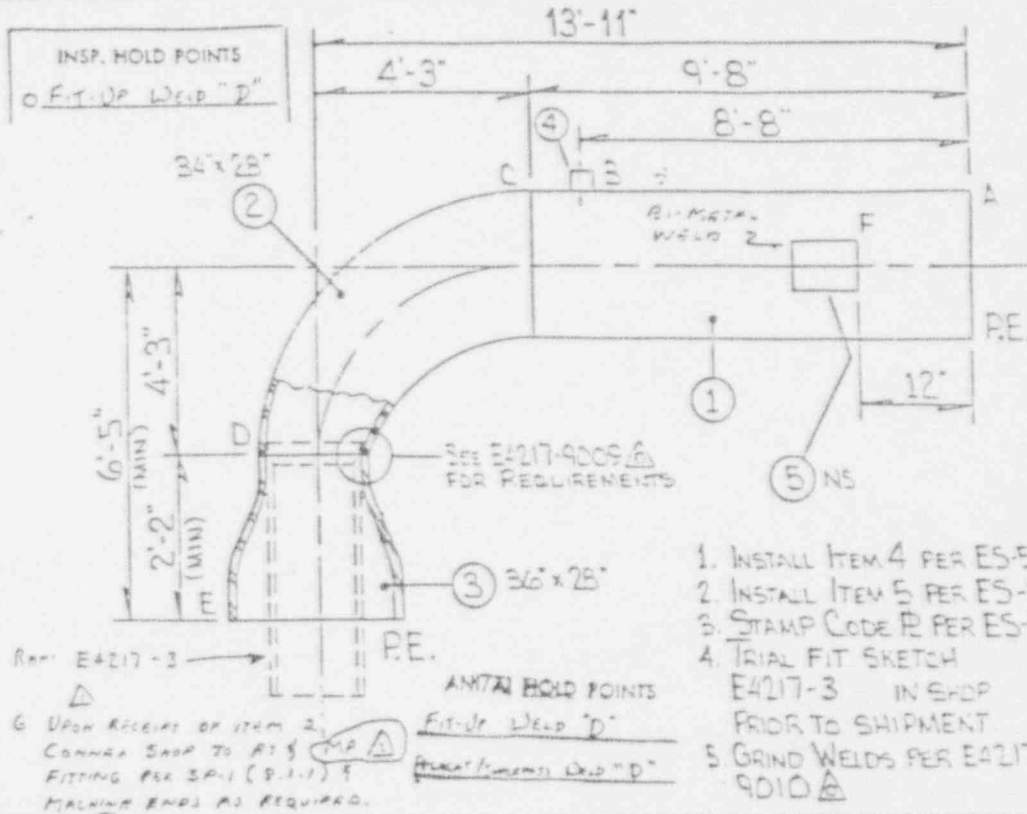 INSP. HOLD POINTS
O FIT-UP WELD "D"
13'-11"
4'-3"
9'-8"
8'-8"
34" x 28"
2
4
C
B
A
BI-METAL
WELD 2
F
P.E.
12"
1
5 NS
6'-5"
(MIN)
4'-3"
2'-2"
(MIN)
D
SEE E4217-9009
FOR REQUIREMENTS
E
3 36" x 28"
P.E.
E4217-3
1. INSTALL ITEM 4 PER ES-5
2. INSTALL ITEM 5 PER ES-
3. STAMP CODE PER ES-
4. TRIAL FIT SKETCH
E4217-3 IN SHOP
PRIOR TO SHIPMENT
5. GRIND WELDS PER E4217
9010
HOLD POINTS
FIT-UP WELD "D"
WELD "D"
6 UPON RECEIPT OF ITEM 2,
SHOP TO MP
FITTING PER SP-1
MACHINE ENDS AS REQUIRED.